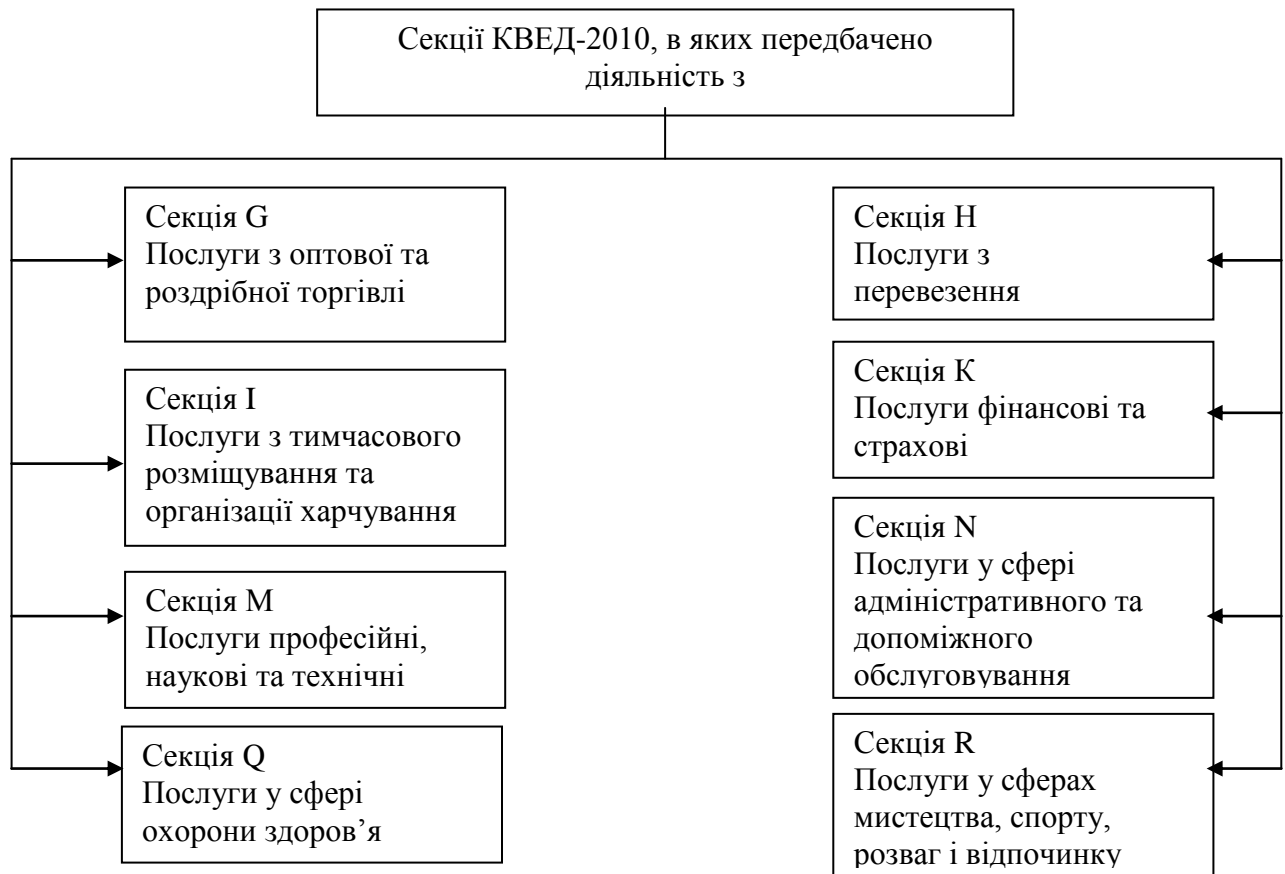 Секції КВЕД-2010, в яких передбачено
діяльність з
Секція G
Послуги з оптової та
роздрібної торгівлі
Секція I
Послуги з тимчасового
розміщування та
організації харчування
Секція M
Послуги професійні,
наукові та технічні
Секція Q
Послуги у сфері
охорони здоров’я
Секція H
Послуги з
перевезення
Секція К
Послуги фінансові та
страхові
Секція N
Послуги у сфері
адміністративного та
допоміжного
обслуговування
Секція R
Послуги у сферах
мистецтва, спорту,
розваг і відпочинку